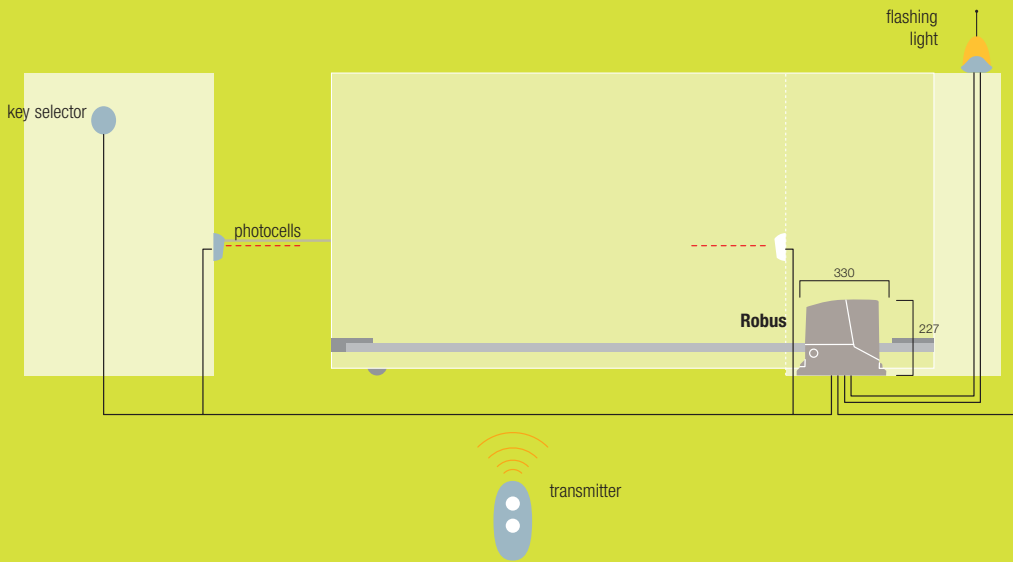 flashing
light
key selector
photocells
330
Robus
227
transmitter